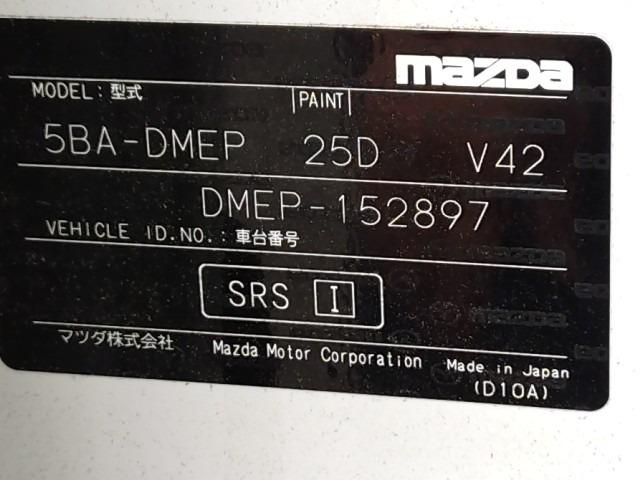 mazda
MODEL:型式 |PAINT|
5BA-DMEP 25D V42
DMEP-152897
VEHICLE ID.NO.:車台番号
SRS I
マツダ株式会社 Mazda Motor Corporation Made in Japan
(D10A)